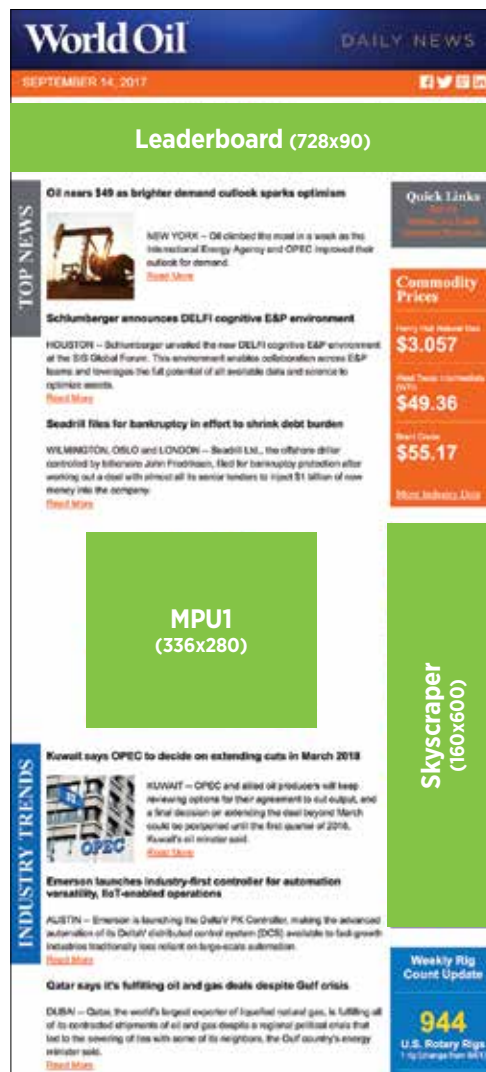 World Oil
DAILY NEWS
SEPTEMBER 14, 2017
Leaderboard (728x90)
TOP NEWS
Oil nears $49 as brighter demand outlook sparks optimism
NEW YORK – Oil climbed the most in a week as the
International Energy Agency and OPEC improved their
outlook for demand.
Read More
Schlumberger announces DELFI cognitive E&P environment
HOUSTON – Schlumberger unveiled the new DELFI cognitive E&P environment
at the SIS Global Forum. This environment enables collaboration across E&P
teams and leverages the full potential of all available data and science to
optimize assets.
Read More
Seadrill files for bankruptcy in effort to shrink debt burden
WILMINGTON, OSLO and LONDON – Seadrill Ltd., the offshore driller
controlled by billionaire John Fredriksen, filed for bankruptcy protection after
working out a deal with almost all its senior lenders to inject $1 billion of new
money into the company.
Read More
Quick Links
Commodity
Prices
Henry Hub Natural Gas
$3.057
West Texas Intermediate
(WTI)
$49.36
Brent Crude
$55.17
More Industry Data
MPU1
(336x280)
Skyscraper
(160x600)
INDUSTRY TRENDS
Kuwait says OPEC to decide on extending cuts in March 2018
OPEC
KUWAIT – OPEC and allied oil producers will keep
reviewing options for their agreement to cut output, and
a final decision on extending the deal beyond March
could be postponed until the first quarter of 2018,
Kuwait's oil minister said.
Read More
Emerson launches industry-first controller for automation
versatility, IIoT-enabled operations
AUSTIN – Emerson is launching the DeltaV PK Controller, making the advanced
automation of its DeltaV distributed control system (DCS) available to fast-growth
industries traditionally less reliant on large-scale automation.
Read More
Qatar says it's fulfilling oil and gas deals despite Gulf crisis
DUBAI – Qatar, the world's largest exporter of liquefied natural gas, is fulfilling all
of its contracted shipments of oil and gas despite a regional political crisis that
led to the severing of ties with some of its neighbors, the Gulf country's energy
minister said.
Read More
Weekly Rig
Count Update
944
U.S. Rotary Rigs